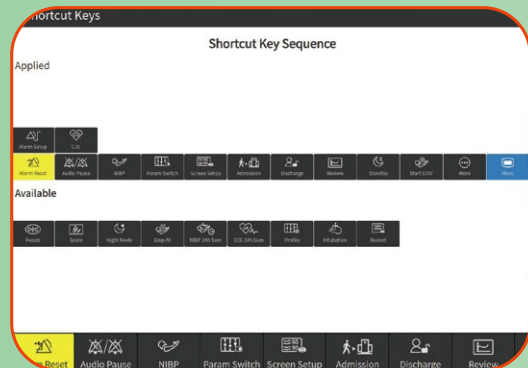 Shortcut Keys
Shortcut Key Sequence
Applied
Alarm Setup C.O.
Alarm Reset Audio Pause NIBP Param Switch Screen Setup Admission Discharge Review Standby Start STAT More Menu
Available
Freeze Score Night Mode Stop All NIBP 24h Sum ECG 24h Sum Profile Intubation Record
Alarm Reset Audio Pause NIBP Param Switch Screen Setup Admission Discharge Review